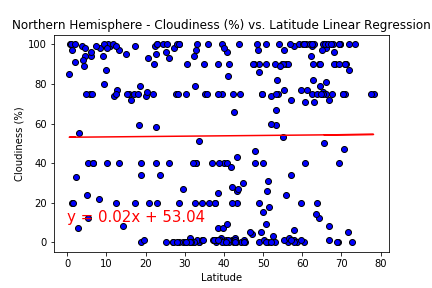 Northern Hemisphere - Cloudiness (%) vs. Latitude Linear Regression
100
80
60
40
20
0
Cloudiness (%)
y = 0.02x + 53.04
0 10 20 30 40 50 60 70 80
Latitude